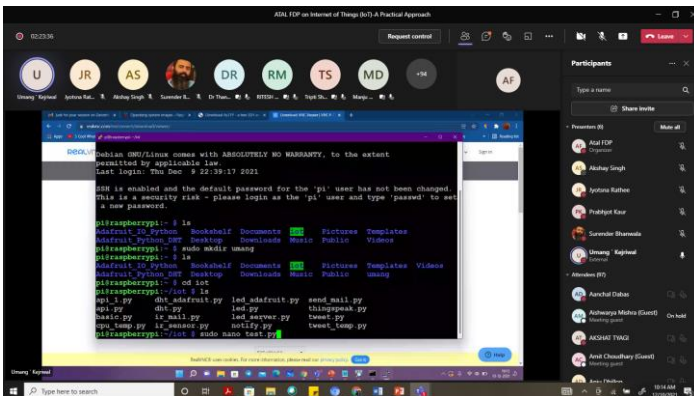 ATAL FDP on Internet of Things (IoT)-A Practical Approach
02:23:36
Request control
Leave
U
JR
AS
DR
RM
TS
MD
+94
AF
Umang Kejriwal
Jyotsna Rat...
Akshay Singh
Surender B...
Dr Than...
RITESH ...
Tripti Sh...
Manju ...
Participants
Type a name
Share invite
Presenters (6)
Mute all
Atal FDP
Organizer
Akshay Singh
Jyotsna Rathee
Prabhjot Kaur
Surender Bhanwala
Umang Kejriwal
External
Attendees (97)
Aanchal Dabas
Aishwarya Mishra (Guest)
Meeting guest
On hold
AKSHAT TYAGI
Amit Choudhary (Guest)
Meeting guest
Debian GNU/Linux comes with ABSOLUTELY NO WARRANTY, to the extent
permitted by applicable law.
Last login: Thu Dec 9 22:39:17 2021
SSH is enabled and the default password for the 'pi' user has not been changed.
This is a security risk - please login as the 'pi' user and type 'passwd' to set
a new password.
pi@raspberrypi:~ $ ls
Adafruit_IO_Python Bookshelf Documents iot Pictures Templates
Adafruit_Python_DHT Desktop Downloads Music Public Videos
pi@raspberrypi:~ $ sudo mkdir umang
pi@raspberrypi:~ $ ls
Adafruit_IO_Python Bookshelf Documents iot Pictures Templates Videos
Adafruit_Python_DHT Desktop Downloads Music Public umang
pi@raspberrypi:~ $ cd iot
pi@raspberrypi:~/iot $ ls
api_1.py dht_adafruit.py led_adafruit.py send_mail.py
api.py dht.py led.py thingspeak.py
basic.py ir_mail.py led_server.py tweet.py
cpu_temp.py ir_sensor.py notify.py tweet_temp.py
pi@raspberrypi:~/iot $ sudo nano test.py
Help
Umang Kejriwal
Type here to search
10:14 AM
12/10/2021